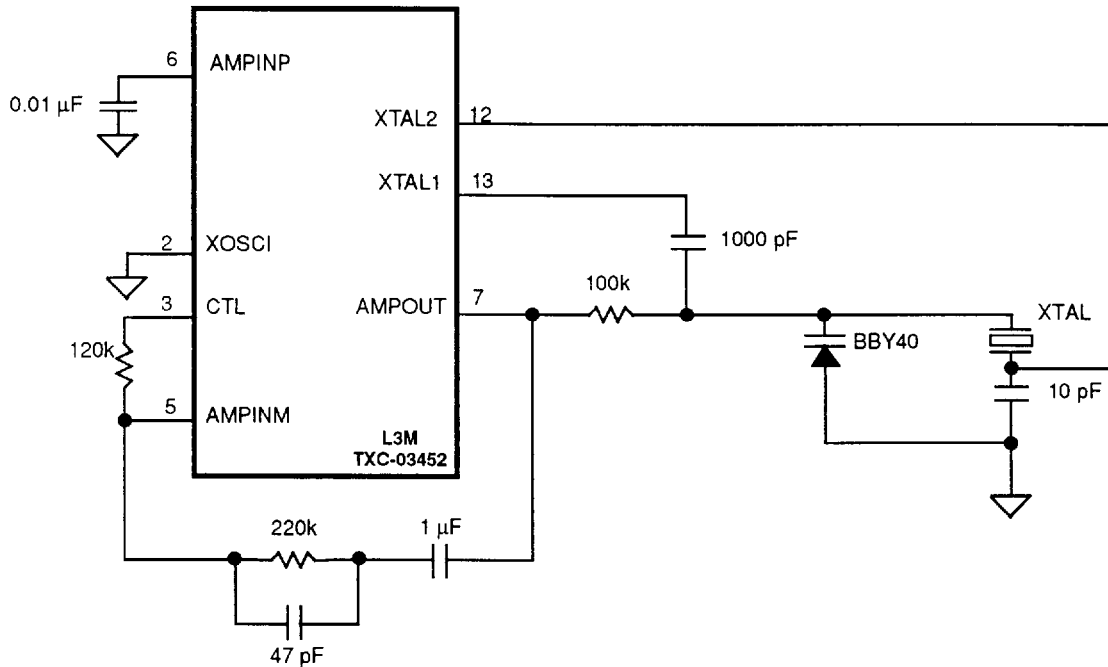 6
AMPINP
0.01 μF
XTAL2
12
XTAL1
13
1000 pF
2
XOSCI
3
CTL
AMPOUT
7
100k
XTAL
BBY40
120k
10 pF
5
AMPINM
L3M
TXC-03452
220k
1 μF
47 pF